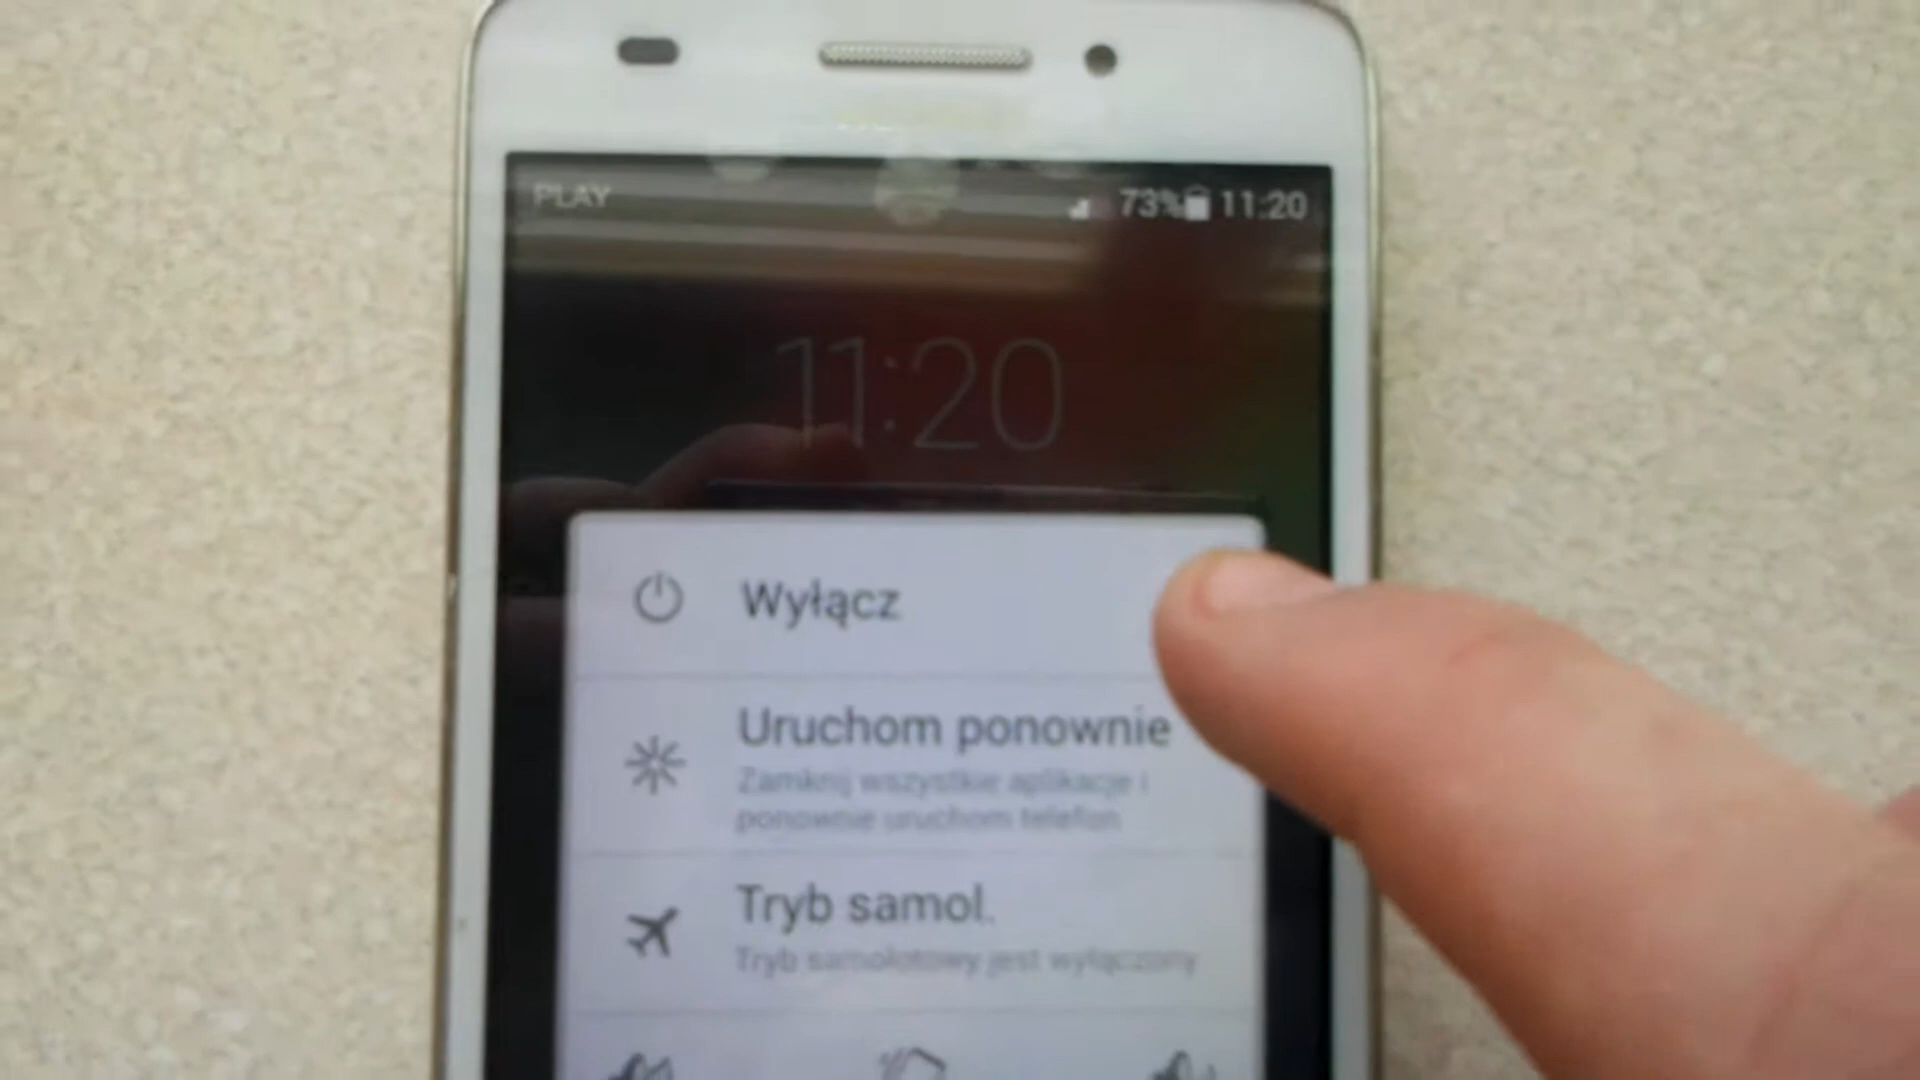 PLAY 73% 11:20
11:20
Wyłącz
Uruchom ponownie
Zamknij wszystkie aplikacje i
ponownie uruchom telefon
Tryb samol.
Tryb samolotowy jest wyłączony